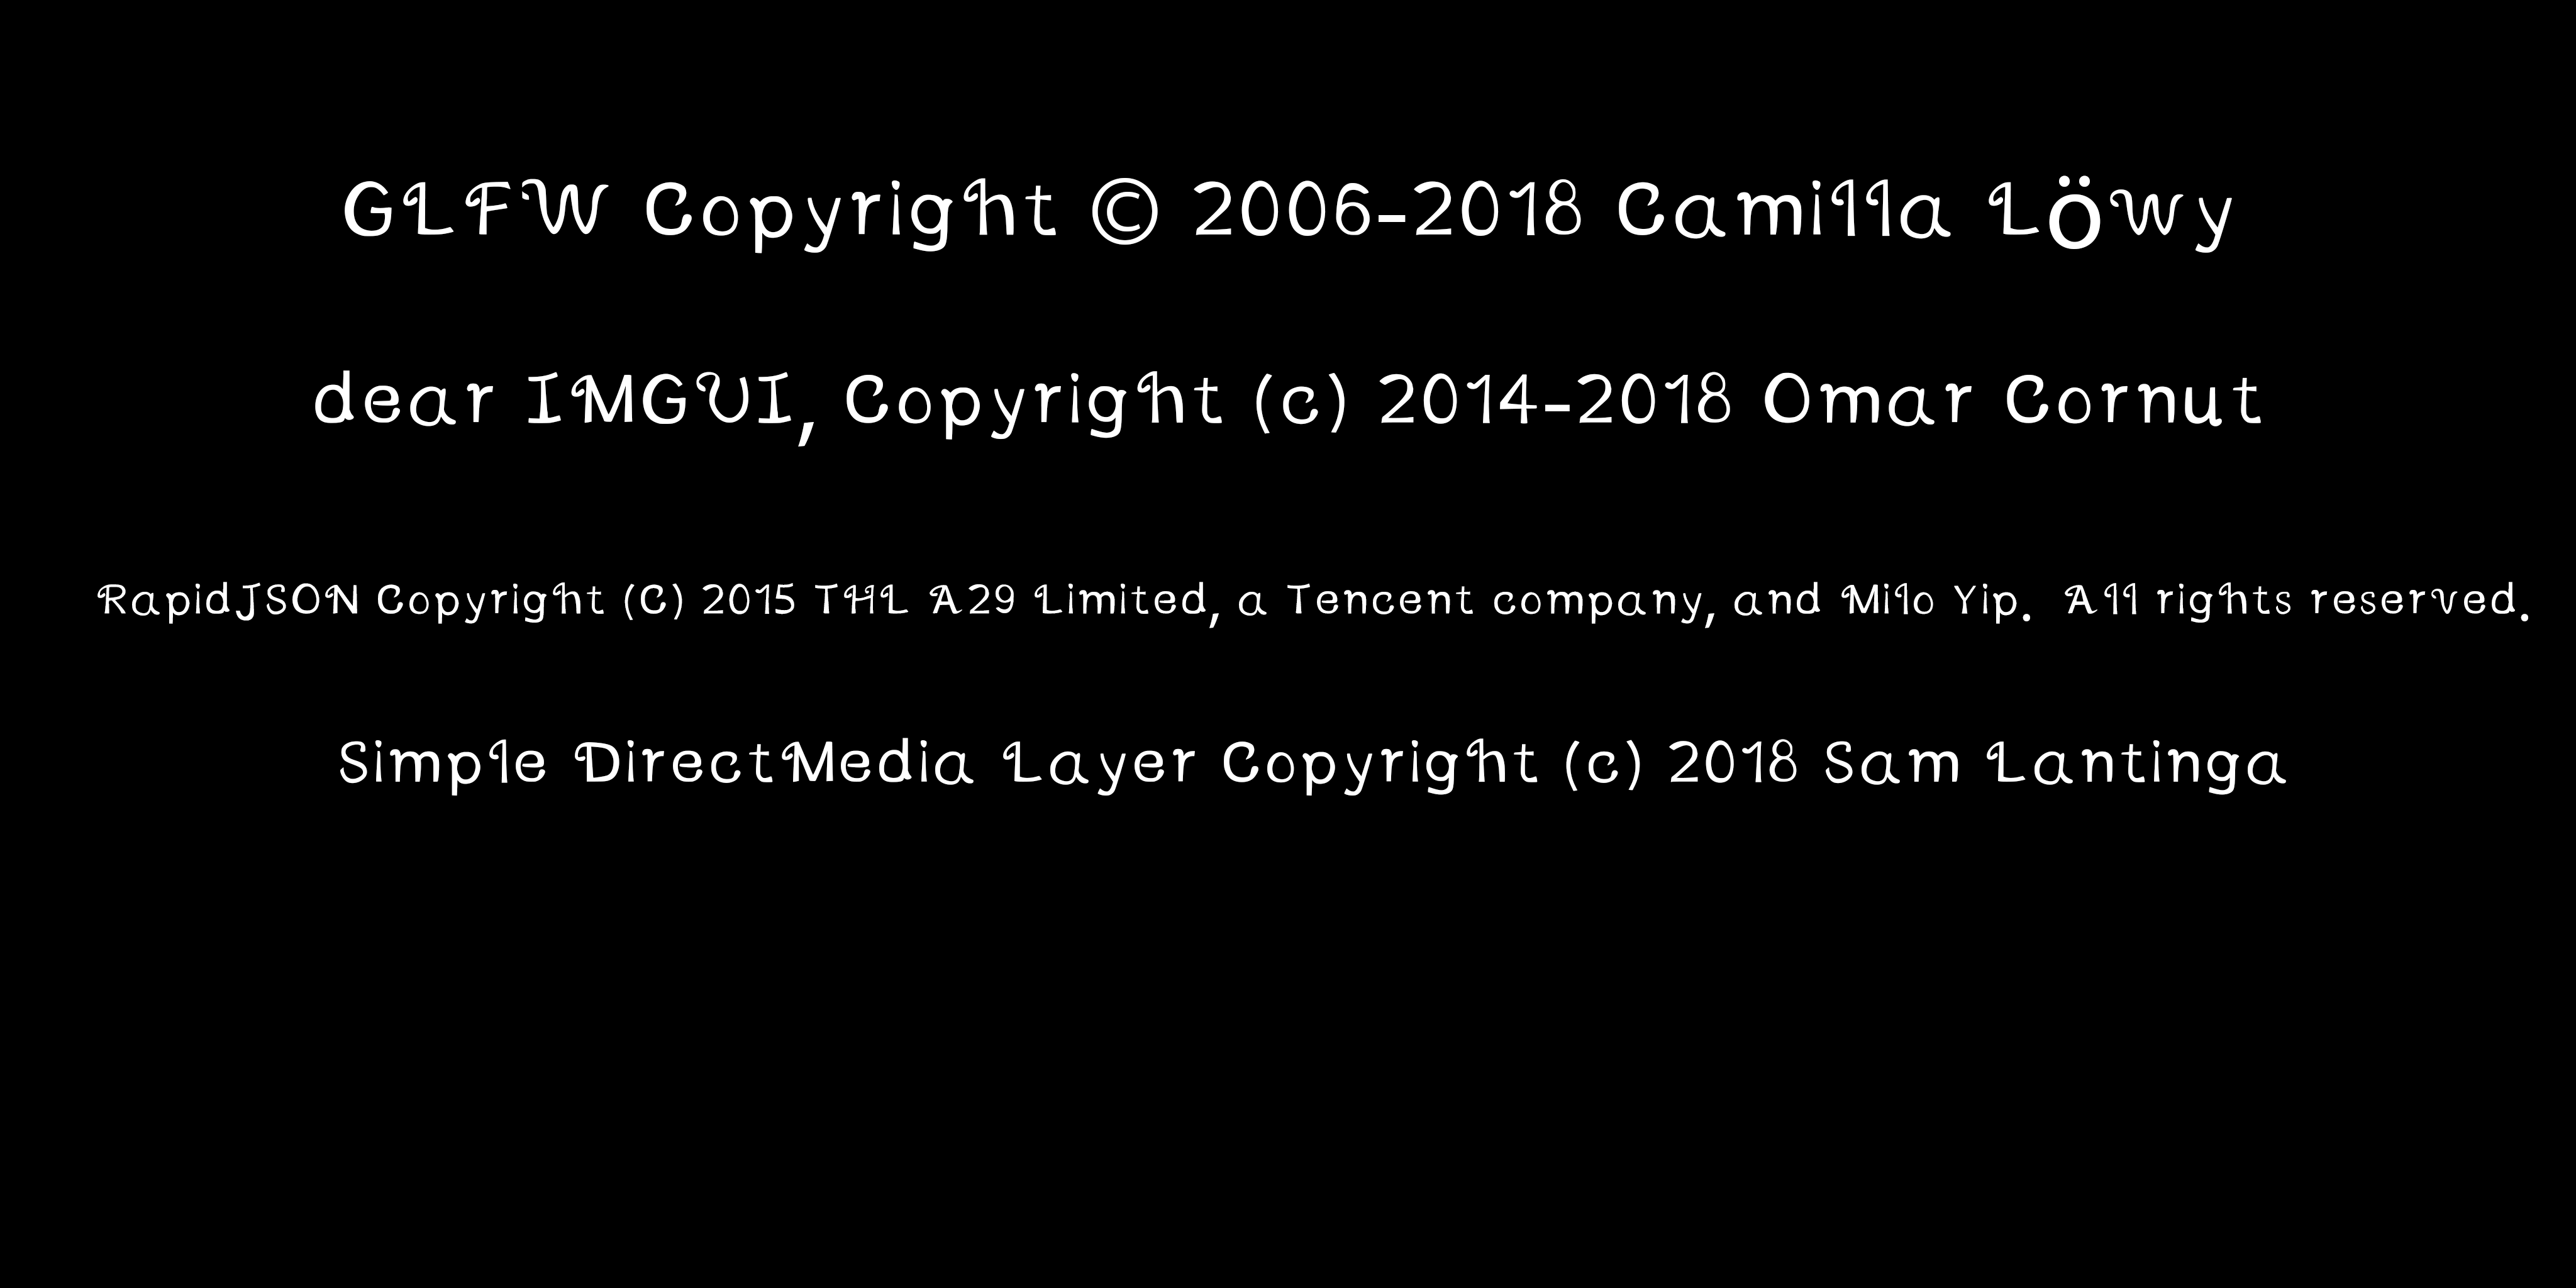 GLFW Copyright © 2006-2018 Camilla Löwy
dear IMGUI, Copyright (c) 2014-2018 Omar Cornut
RapidJSON Copyright (C) 2015 THL A29 Limited, a Tencent company, and Milo Yip.  All rights reserved.
Simple DirectMedia Layer Copyright (c) 2018 Sam Lantinga